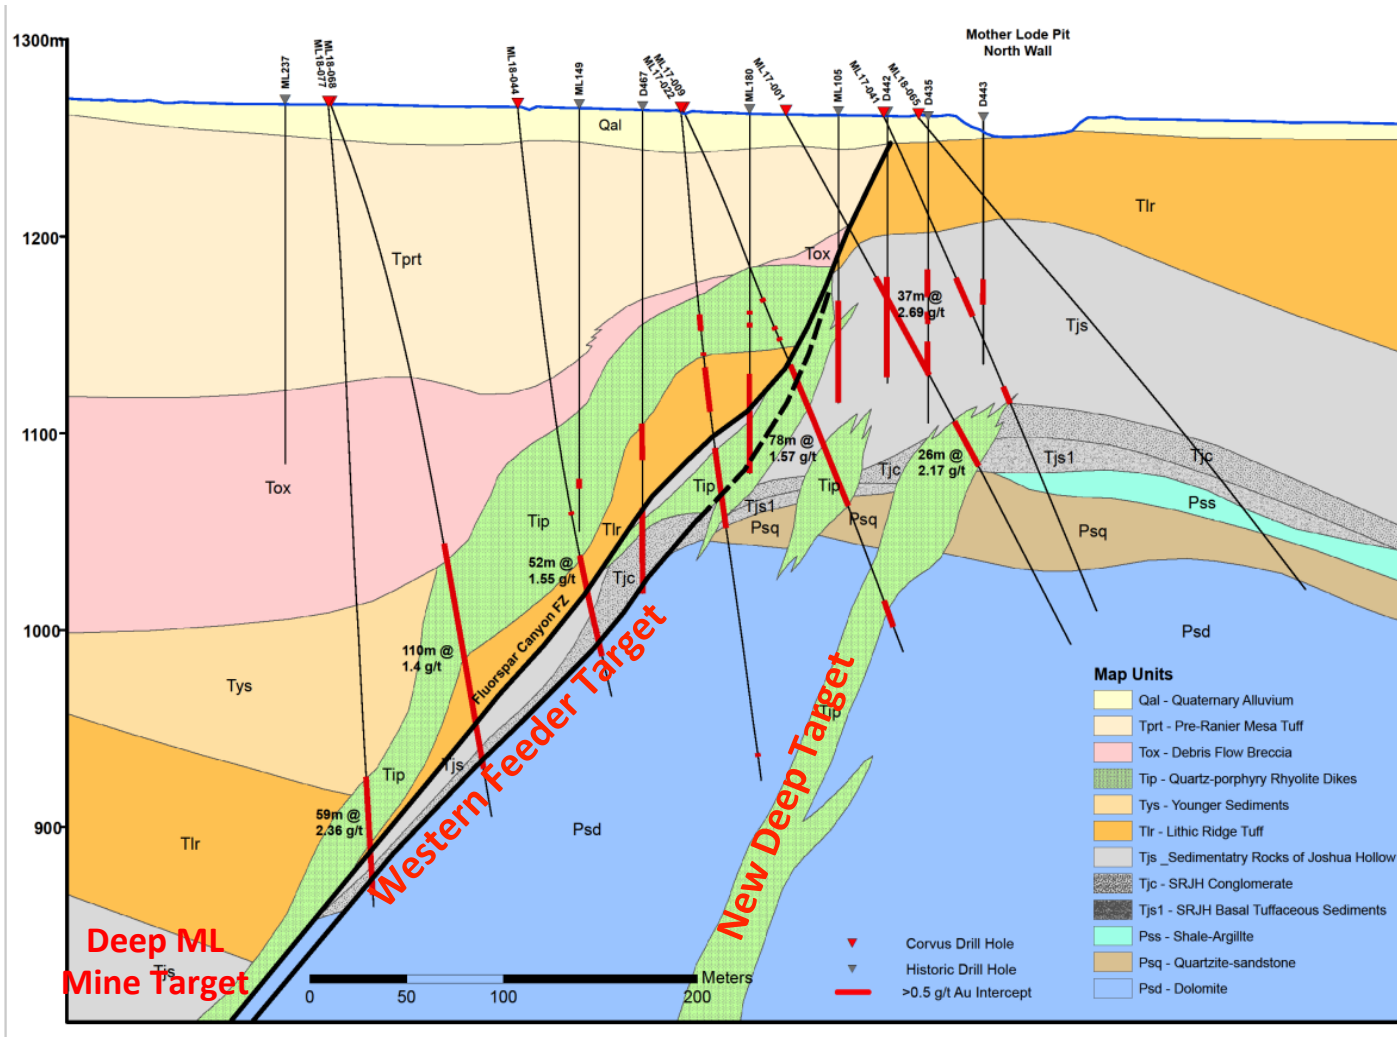 Mother Lode Pit
North Wall
1300m
1200
1100
1000
900
ML237
ML18-068
ML18-077
ML18-044
ML149
D467
ML17-009
ML17-022
ML180
ML17-001
ML105
ML17-041
D442
ML18-065
D435
D443
Qal
Tprt
Tox
Tlr
Tjs
37m @
2.69 g/t
78m @
1.57 g/t
26m @
2.17 g/t
Tjc
Tjs1
Tjc
Pss
Tox
Tip
Tlr
Tip
Tjs1
Psq
Tip
Psq
Psq
52m @
1.55 g/t
Tjc
Fluorspar Canyon FZ
110m @
1.4 g/t
Tys
Psd
Tip
Tjs
Tip
59m @
2.36 g/t
Tlr
Psd
Western Feeder Target
New Deep Target
Deep ML
Mine Target
Tjs
Meters
0
50
100
200
Corvus Drill Hole
Historic Drill Hole
>0.5 g/t Au Intercept
Map Units
Qal - Quaternary Alluvium
Tprt - Pre-Ranier Mesa Tuff
Tox - Debris Flow Breccia
Tip - Quartz-porphyry Rhyolite Dikes
Tys - Younger Sediments
Tlr - Lithic Ridge Tuff
Tjs _Sedimentatry Rocks of Joshua Hollow
Tjc - SRJH Conglomerate
Tjs1 - SRJH Basal Tuffaceous Sediments
Pss - Shale-Argillte
Psq - Quartzite-sandstone
Psd - Dolomite